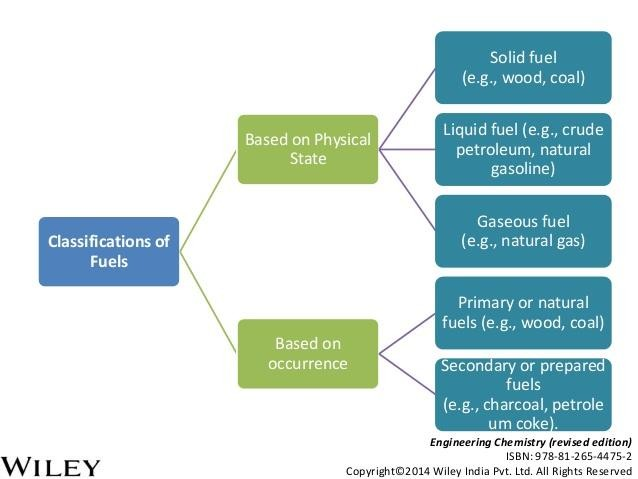 Classifications of
Fuels
Based on Physical
State
Solid fuel
(e.g., wood, coal)
Liquid fuel (e.g., crude
petroleum, natural
gasoline)
Gaseous fuel
(e.g., natural gas)
Based on
occurrence
Primary or natural
fuels (e.g., wood, coal)
Secondary or prepared
fuels
(e.g., charcoal, petrole
um coke).
Engineering Chemistry (revised edition)
ISBN: 978-81-265-4475-2
Copyright©2014 Wiley India Pvt. Ltd. All Rights Reserved
WILEY